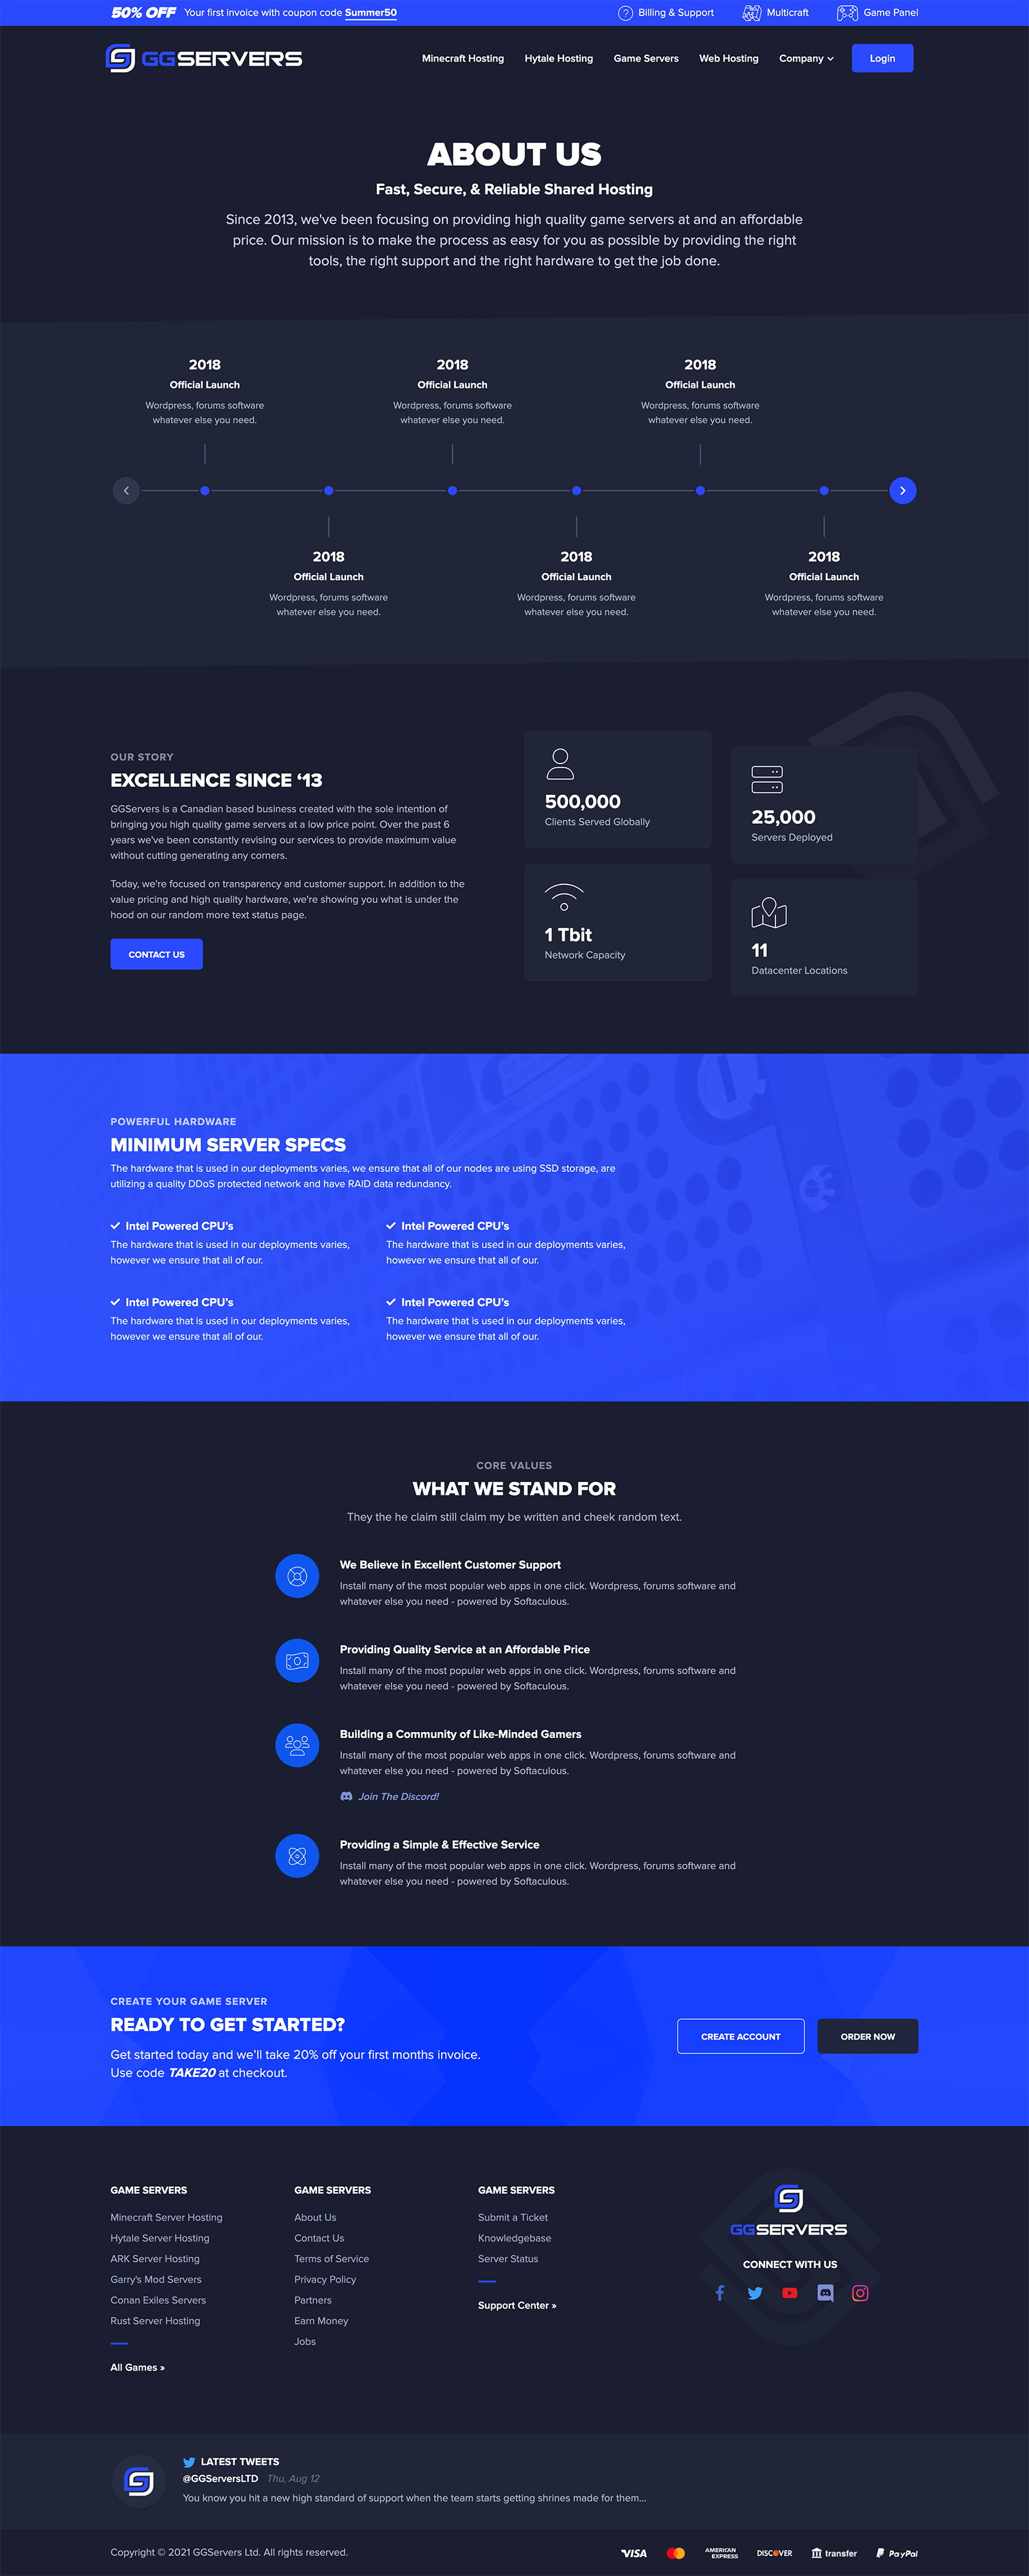 50% OFF Your first invoice with coupon code Summer50
Billing & Support
Multicraft
Game Panel
GGSERVERS
Minecraft Hosting
Hytale Hosting
Game Servers
Web Hosting
Company
Login
ABOUT US
Fast, Secure, & Reliable Shared Hosting
Since 2013, we've been focusing on providing high quality game servers at and an affordable
price. Our mission is to make the process as easy for you as possible by providing the right
tools, the right support and the right hardware to get the job done.
2018
Official Launch
Wordpress, forums software
whatever else you need.
2018
Official Launch
Wordpress, forums software
whatever else you need.
2018
Official Launch
Wordpress, forums software
whatever else you need.
2018
Official Launch
Wordpress, forums software
whatever else you need.
2018
Official Launch
Wordpress, forums software
whatever else you need.
2018
Official Launch
Wordpress, forums software
whatever else you need.
OUR STORY
EXCELLENCE SINCE ‘13
GGServers is a Canadian based business created with the sole intention of
bringing you high quality game servers at a low price point. Over the past 6
years we've been constantly revising our services to provide maximum value
without cutting generating any corners.
Today, we're focused on transparency and customer support. In addition to the
value pricing and high quality hardware, we're showing you what is under the
hood on our random more text status page.
CONTACT US
500,000
Clients Served Globally
25,000
Servers Deployed
1 Tbit
Network Capacity
11
Datacenter Locations
POWERFUL HARDWARE
MINIMUM SERVER SPECS
The hardware that is used in our deployments varies, we ensure that all of our nodes are using SSD storage, are
utilizing a quality DDoS protected network and have RAID data redundancy.
Intel Powered CPU's
The hardware that is used in our deployments varies,
however we ensure that all of our.
Intel Powered CPU's
The hardware that is used in our deployments varies,
however we ensure that all of our.
Intel Powered CPU's
The hardware that is used in our deployments varies,
however we ensure that all of our.
Intel Powered CPU's
The hardware that is used in our deployments varies,
however we ensure that all of our.
CORE VALUES
WHAT WE STAND FOR
They the he claim still claim my be written and cheek random text.
We Believe in Excellent Customer Support
Install many of the most popular web apps in one click. Wordpress, forums software and
whatever else you need - powered by Softaculous.
Providing Quality Service at an Affordable Price
Install many of the most popular web apps in one click. Wordpress, forums software and
whatever else you need - powered by Softaculous.
Building a Community of Like-Minded Gamers
Install many of the most popular web apps in one click. Wordpress, forums software and
whatever else you need - powered by Softaculous.
Join The Discord!
Providing a Simple & Effective Service
Install many of the most popular web apps in one click. Wordpress, forums software and
whatever else you need - powered by Softaculous.
CREATE YOUR GAME SERVER
READY TO GET STARTED?
Get started today and we'll take 20% off your first months invoice.
Use code TAKE20 at checkout.
CREATE ACCOUNT
ORDER NOW
GAME SERVERS
Minecraft Server Hosting
Hytale Server Hosting
ARK Server Hosting
Garry's Mod Servers
Conan Exiles Servers
Rust Server Hosting
All Games »
GAME SERVERS
About Us
Contact Us
Terms of Service
Privacy Policy
Partners
Earn Money
Jobs
GAME SERVERS
Submit a Ticket
Knowledgebase
Server Status
Support Center »
GGSERVERS
CONNECT WITH US
LATEST TWEETS
@GGServersLTD Thu, Aug 12
You know you hit a new high standard of support when the team starts getting shrines made for them...
Copyright © 2021 GGServers Ltd. All rights reserved.
VISA
AMERICAN
EXPRESS
DISCOVER
transfer
PayPal